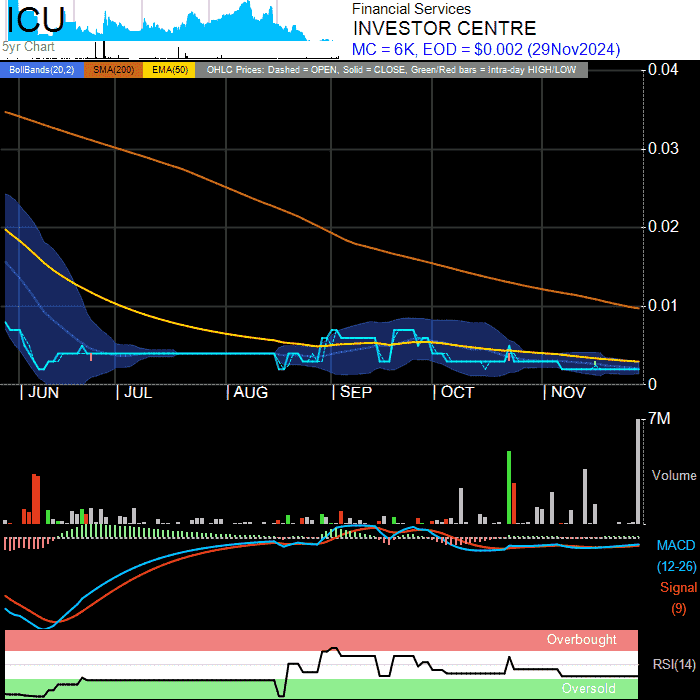 ICU
5yr Chart
Financial Services
INVESTOR CENTRE
MC = 6K, EOD = $0.002 (29Nov2024)
BollBands(20,2) SMA(200) EMA(50) OHLC Prices: Dashed = OPEN, Solid = CLOSE, Green/Red bars = Intra-day HIGH/LOW
0.04
0.03
0.02
0.01
0
JUN JUL AUG SEP OCT NOV
7M
Volume
MACD
(12-26)
Signal
(9)
Overbought
RSI(14)
Oversold